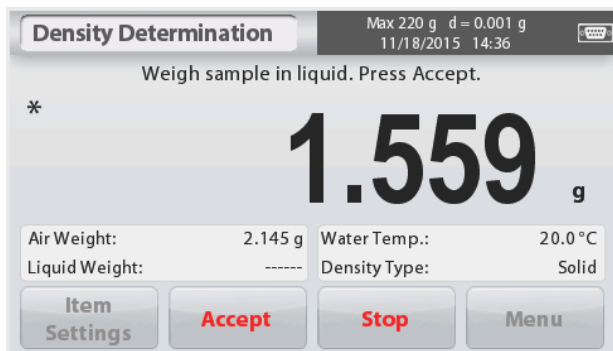 Density Determination
Max 220 g d = 0.001 g
11/18/2015 14:36
Weigh sample in liquid. Press Accept.
*
1.559 g
Air Weight: 2.145 g Water Temp.: 20.0 °C
Liquid Weight: ------ Density Type: Solid
Item Settings
Accept
Stop
Menu